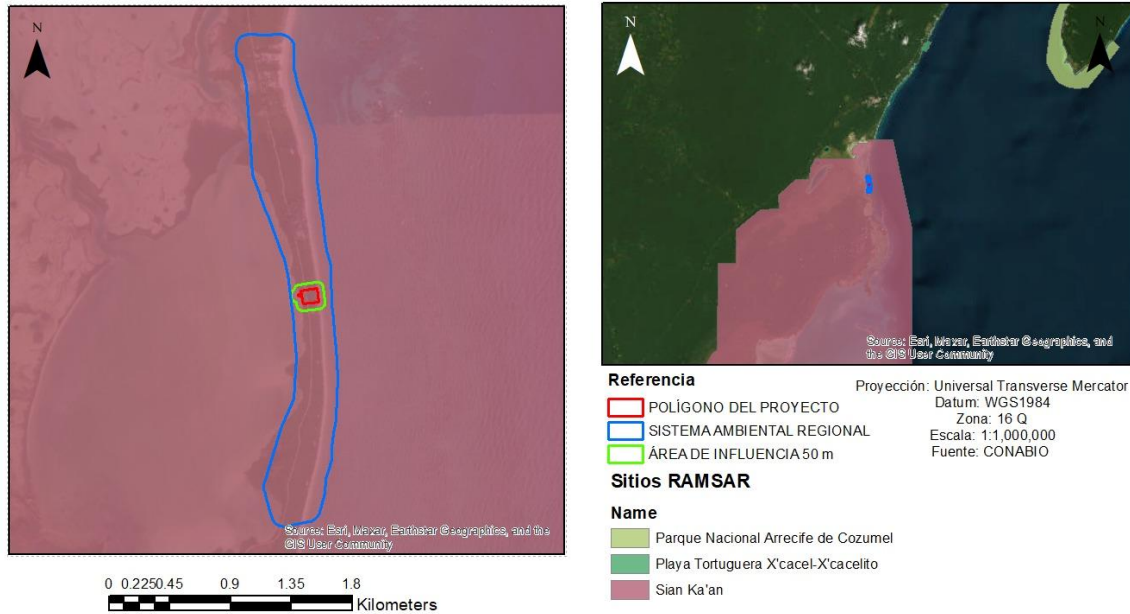 N
Source: Esri, Maxar, Earthstar Geographics, and the
GIS User Community
0 0.2250.45 0.9 1.35 1.8
Kilometers
N
Source: Esri, Maxar, Earthstar Geographics, and
the GIS User Community
Referencia
POLÍGONO DEL PROYECTO
SISTEMA AMBIENTAL REGIONAL
ÁREA DE INFLUENCIA 50 m
Proyección: Universal Transverse Mercator
Datum: WGS1984
Zona: 16 Q
Escala: 1:1,000,000
Fuente: CONABIO
Sitios RAMSAR
Name
Parque Nacional Arrecife de Cozumel
Playa Tortuguera X'cacel-X'cacelito
Sian Ka'an